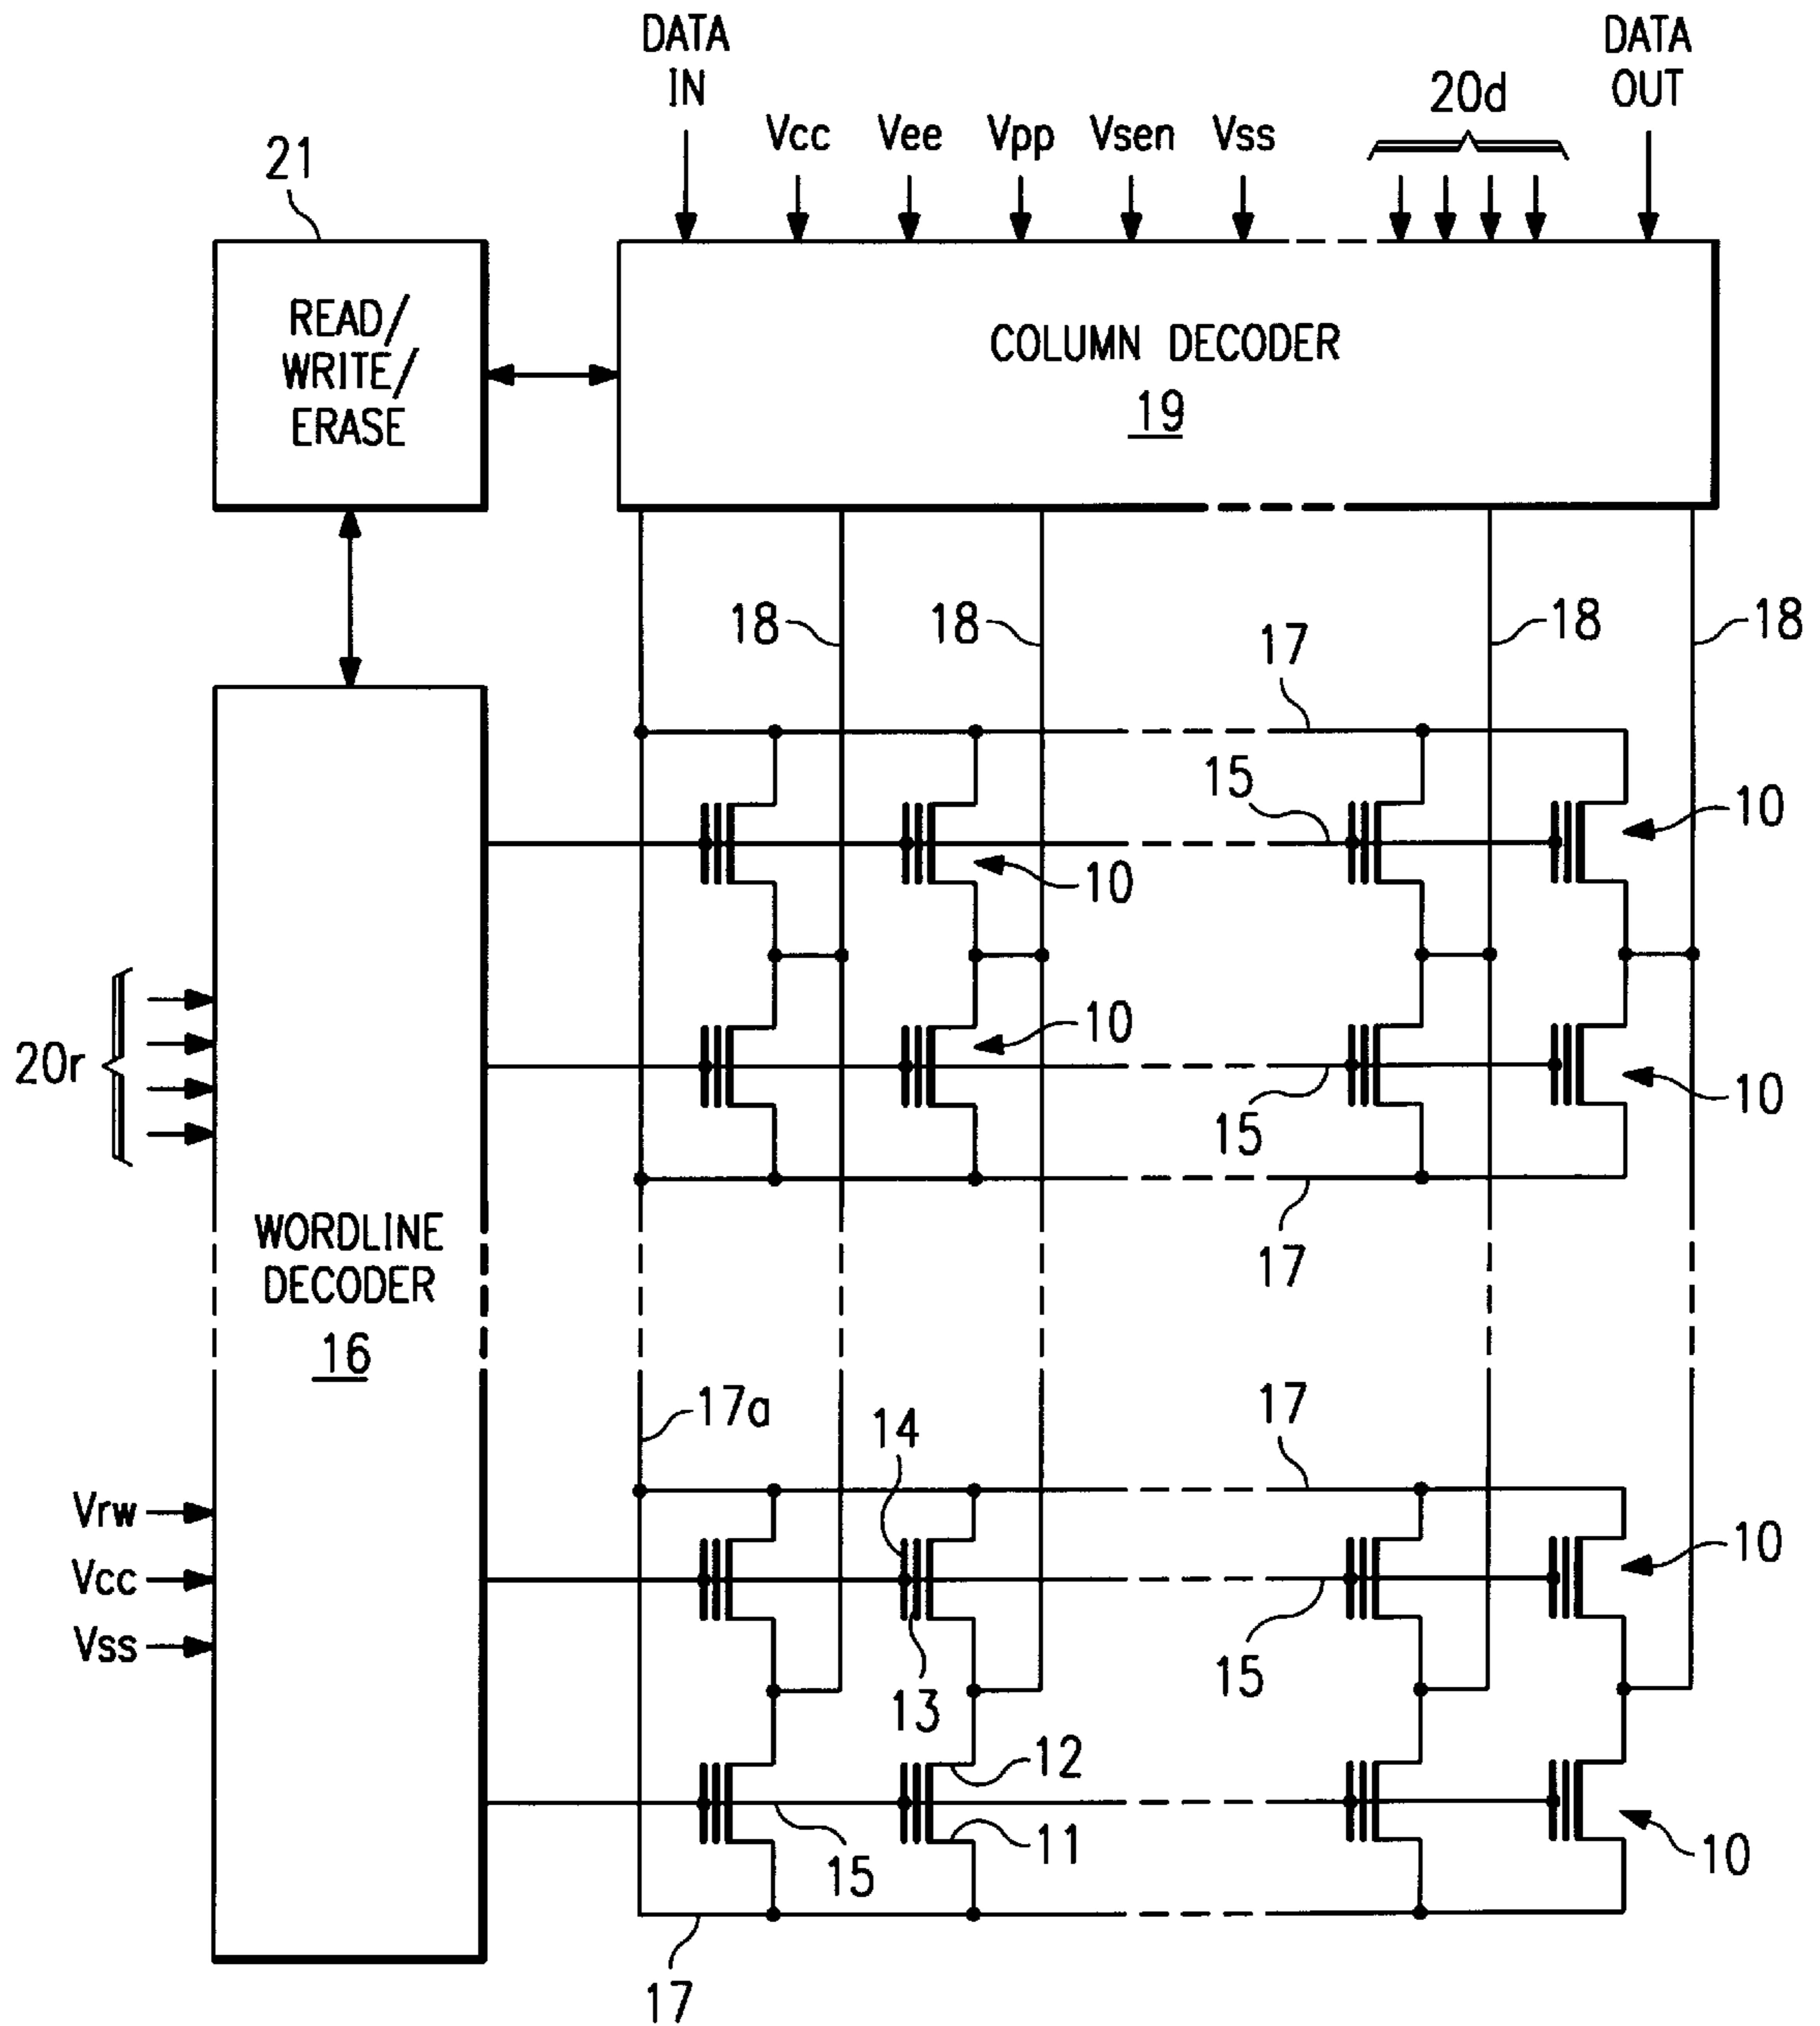 DATA
IN
Vcc
Vee
Vpp
Vsen
Vss
20d
DATA
OUT
21
READ/
WRITE/
ERASE
COLUMN DECODER
19
18
18
18
18
17
15
10
10
10
15
10
20r
17
WORDLINE
DECODER
16
17a
14
17
10
Vrw
Vcc
Vss
13
15
12
11
15
10
17